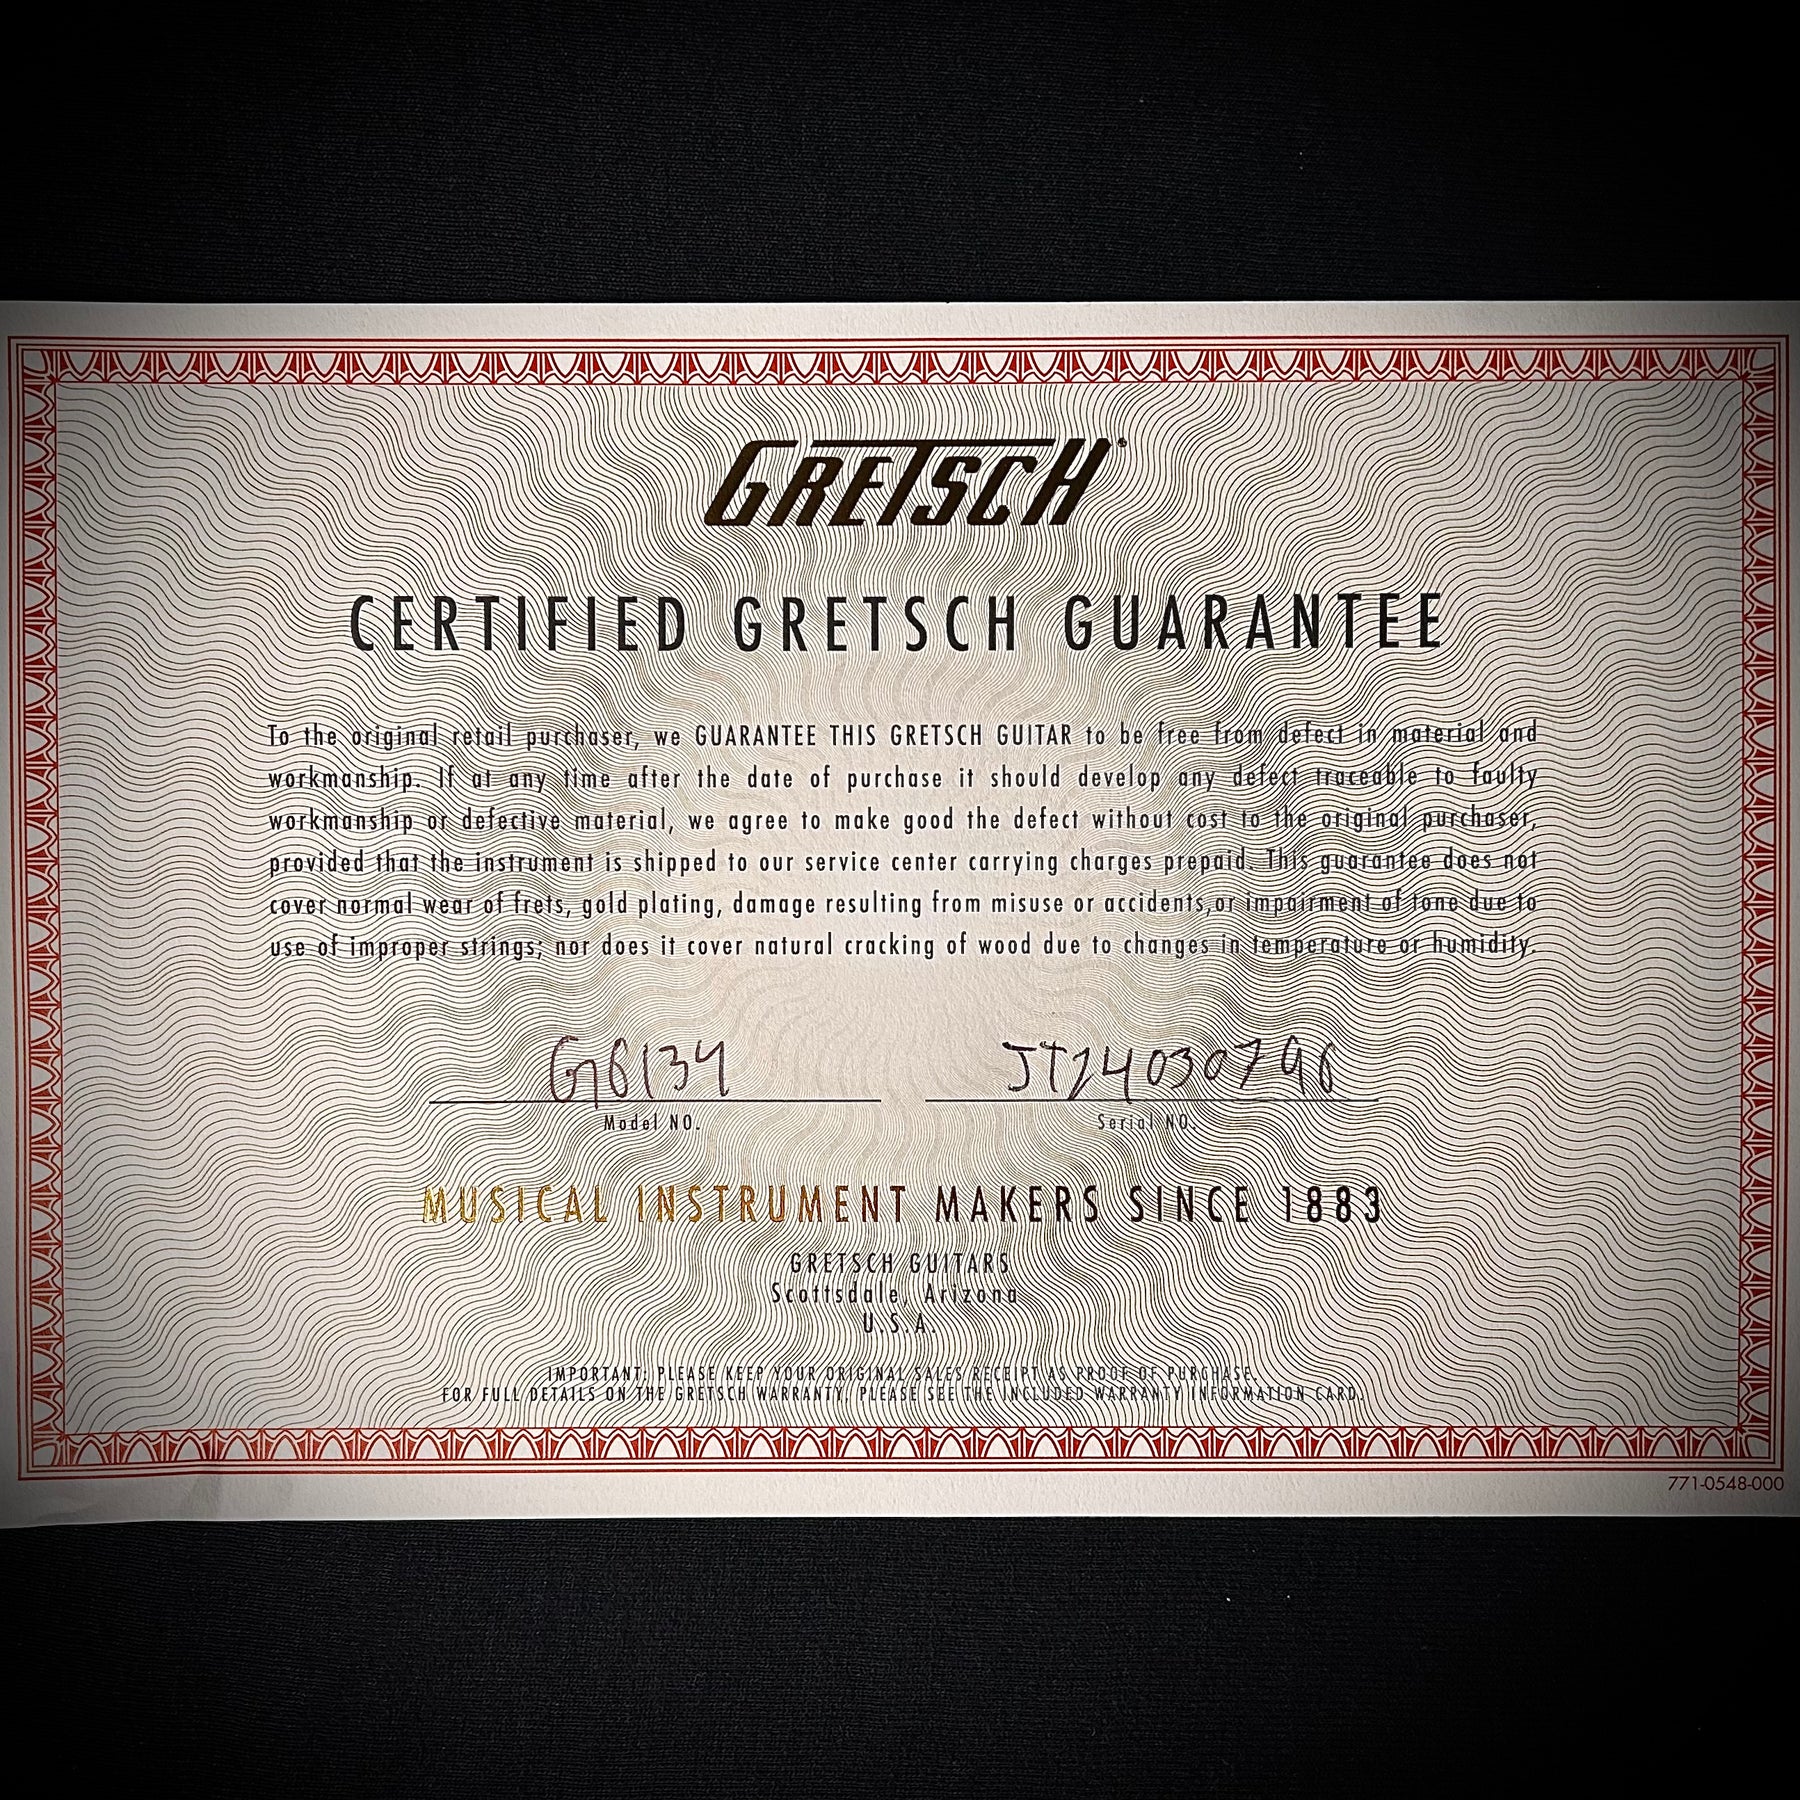 GRETSCH®
CERTIFIED GRETSCH GUARANTEE
To the original retail purchaser, we GUARANTEE THIS GRETSCH GUITAR to be free from defect in material and
workmanship. If at any time after the date of purchase it should develop any defect traceable to faulty
workmanship or defective material, we agree to make good the defect without cost to the original purchaser,
provided that the instrument is shipped to our service center carrying charges prepaid. This guarantee does not
cover normal wear of frets, gold plating, damage resulting from misuse or accidents,or impairment of tone due to
use of improper strings; nor does it cover natural cracking of wood due to changes in temperature or humidity.
G6134 JT24030796
Model NO. Serial NO.
MUSICAL INSTRUMENT MAKERS SINCE 1883
GRETSCH GUITARS
Scottsdale, Arizona
U.S.A.
IMPORTANT: PLEASE KEEP YOUR ORIGINAL SALES RECEIPT AS PROOF OF PURCHASE.
FOR FULL DETAILS ON THE GRETSCH WARRANTY, PLEASE SEE THE INCLUDED WARRANTY INFORMATION CARD.
771-0548-000